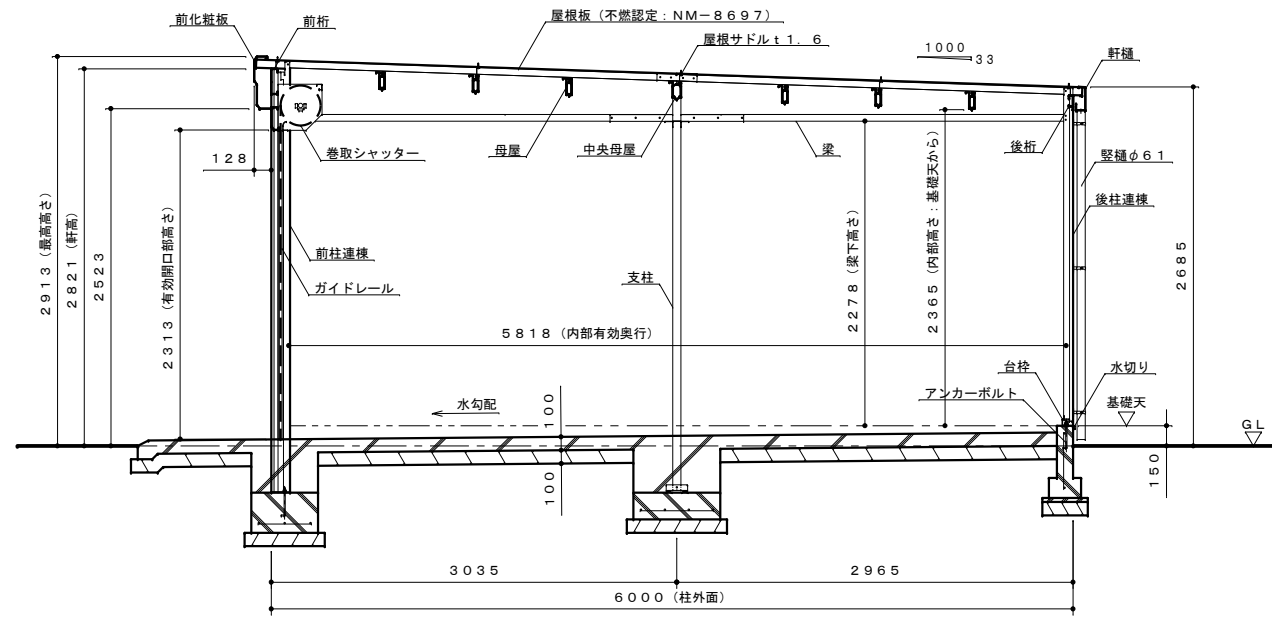 前化粧板
前桁
屋根板（不燃認定：ＮＭ－８６９７）
屋根サドルｔ１．６
１０００
３３
軒樋
１２８
巻取シャッター
母屋
中央母屋
梁
後桁
竪樋φ６１
後柱連棟
２９１３（最高高さ）
２８２１（軒高）
２５２３
２３１３（有効開口部高さ）
前柱連棟
ガイドレール
支柱
２２７８（梁下高さ）
２３６５（内部高さ：基礎天から）
２６８５
５８１８（内部有効奥行）
台枠
水切り
アンカーボルト
基礎天
水勾配
１００
１００
ＧＬ
１５０
３０３５
２９６５
６０００（柱外面）